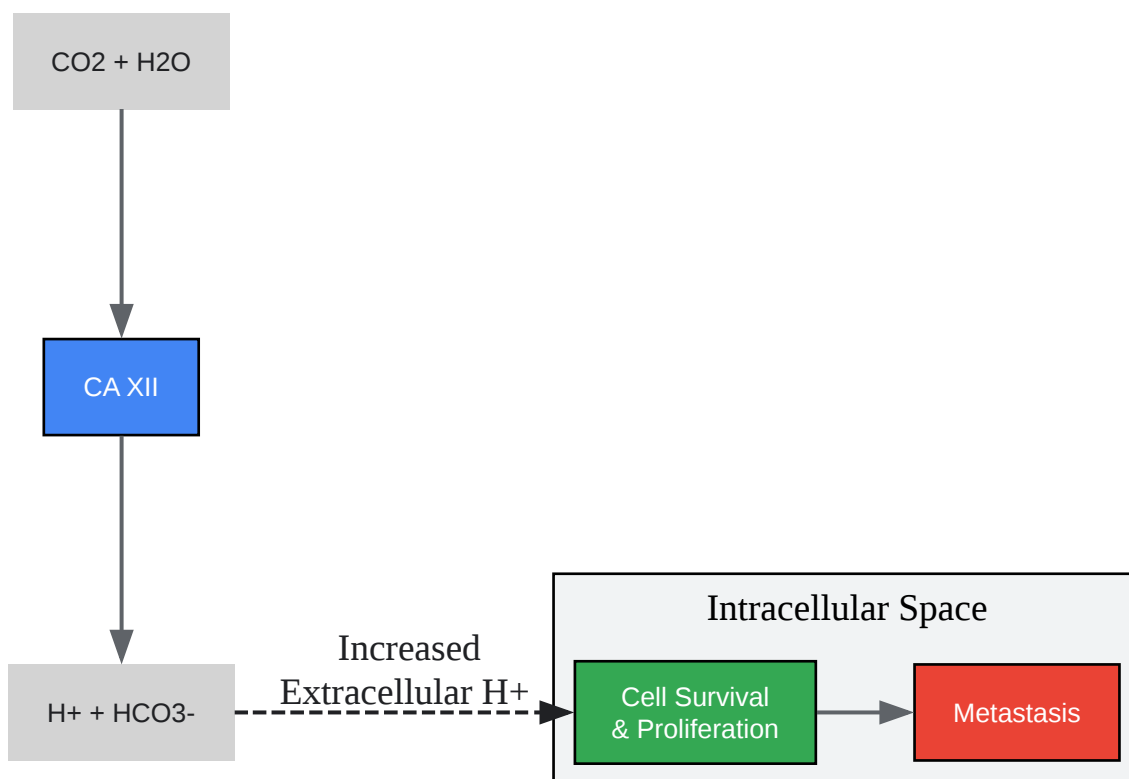 CO2 + H2O
CA XII
Intracellular Space
Increased
Extracellular H+
H+ + HCO3-
Cell Survival
& Proliferation
Metastasis